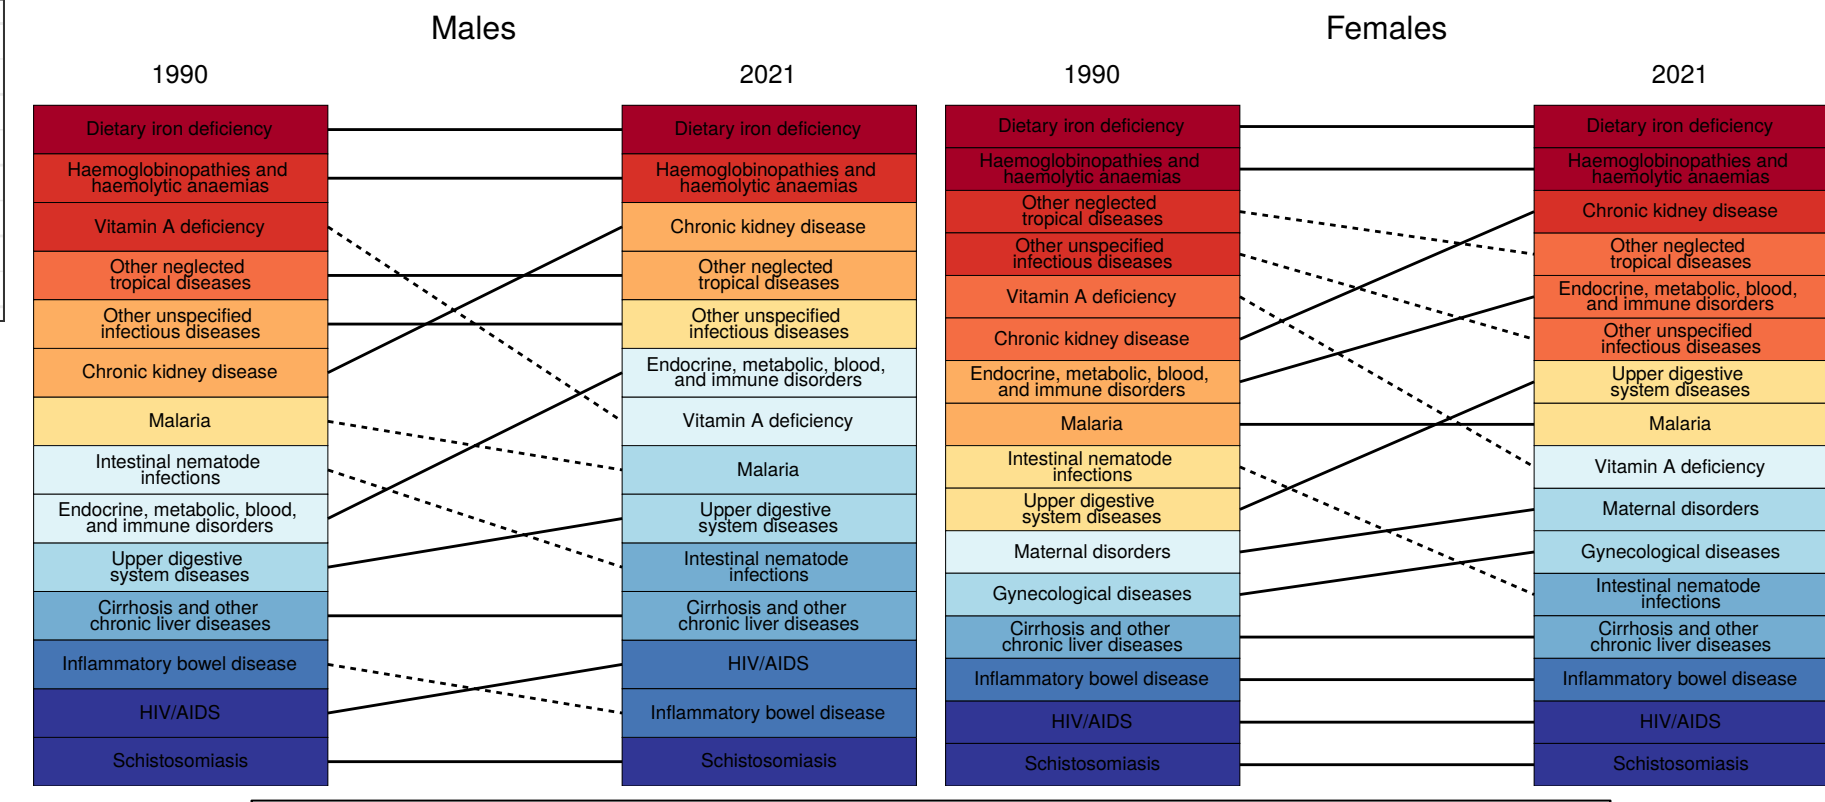 Males
1990
2021
Dietary iron deficiency
Haemoglobinopathies and
haemolytic anaemias
Vitamin A deficiency
Other neglected
tropical diseases
Other unspecified
infectious diseases
Chronic kidney disease
Malaria
Intestinal nematode
infections
Endocrine, metabolic, blood,
and immune disorders
Upper digestive
system diseases
Cirrhosis and other
chronic liver diseases
Inflammatory bowel disease
HIV/AIDS
Schistosomiasis
Dietary iron deficiency
Haemoglobinopathies and
haemolytic anaemias
Chronic kidney disease
Other neglected
tropical diseases
Other unspecified
infectious diseases
Endocrine, metabolic, blood,
and immune disorders
Vitamin A deficiency
Malaria
Upper digestive
system diseases
Intestinal nematode
infections
Cirrhosis and other
chronic liver diseases
HIV/AIDS
Inflammatory bowel disease
Schistosomiasis
Females
1990
2021
Dietary iron deficiency
Haemoglobinopathies and
haemolytic anaemias
Other neglected
tropical diseases
Other unspecified
infectious diseases
Vitamin A deficiency
Chronic kidney disease
Endocrine, metabolic, blood,
and immune disorders
Malaria
Intestinal nematode
infections
Upper digestive
system diseases
Maternal disorders
Gynecological diseases
Cirrhosis and other
chronic liver diseases
Inflammatory bowel disease
HIV/AIDS
Schistosomiasis
Dietary iron deficiency
Haemoglobinopathies and
haemolytic anaemias
Chronic kidney disease
Other neglected
tropical diseases
Endocrine, metabolic, blood,
and immune disorders
Other unspecified
infectious diseases
Upper digestive
system diseases
Malaria
Vitamin A deficiency
Maternal disorders
Gynecological diseases
Intestinal nematode
infections
Cirrhosis and other
chronic liver diseases
Inflammatory bowel disease
HIV/AIDS
Schistosomiasis